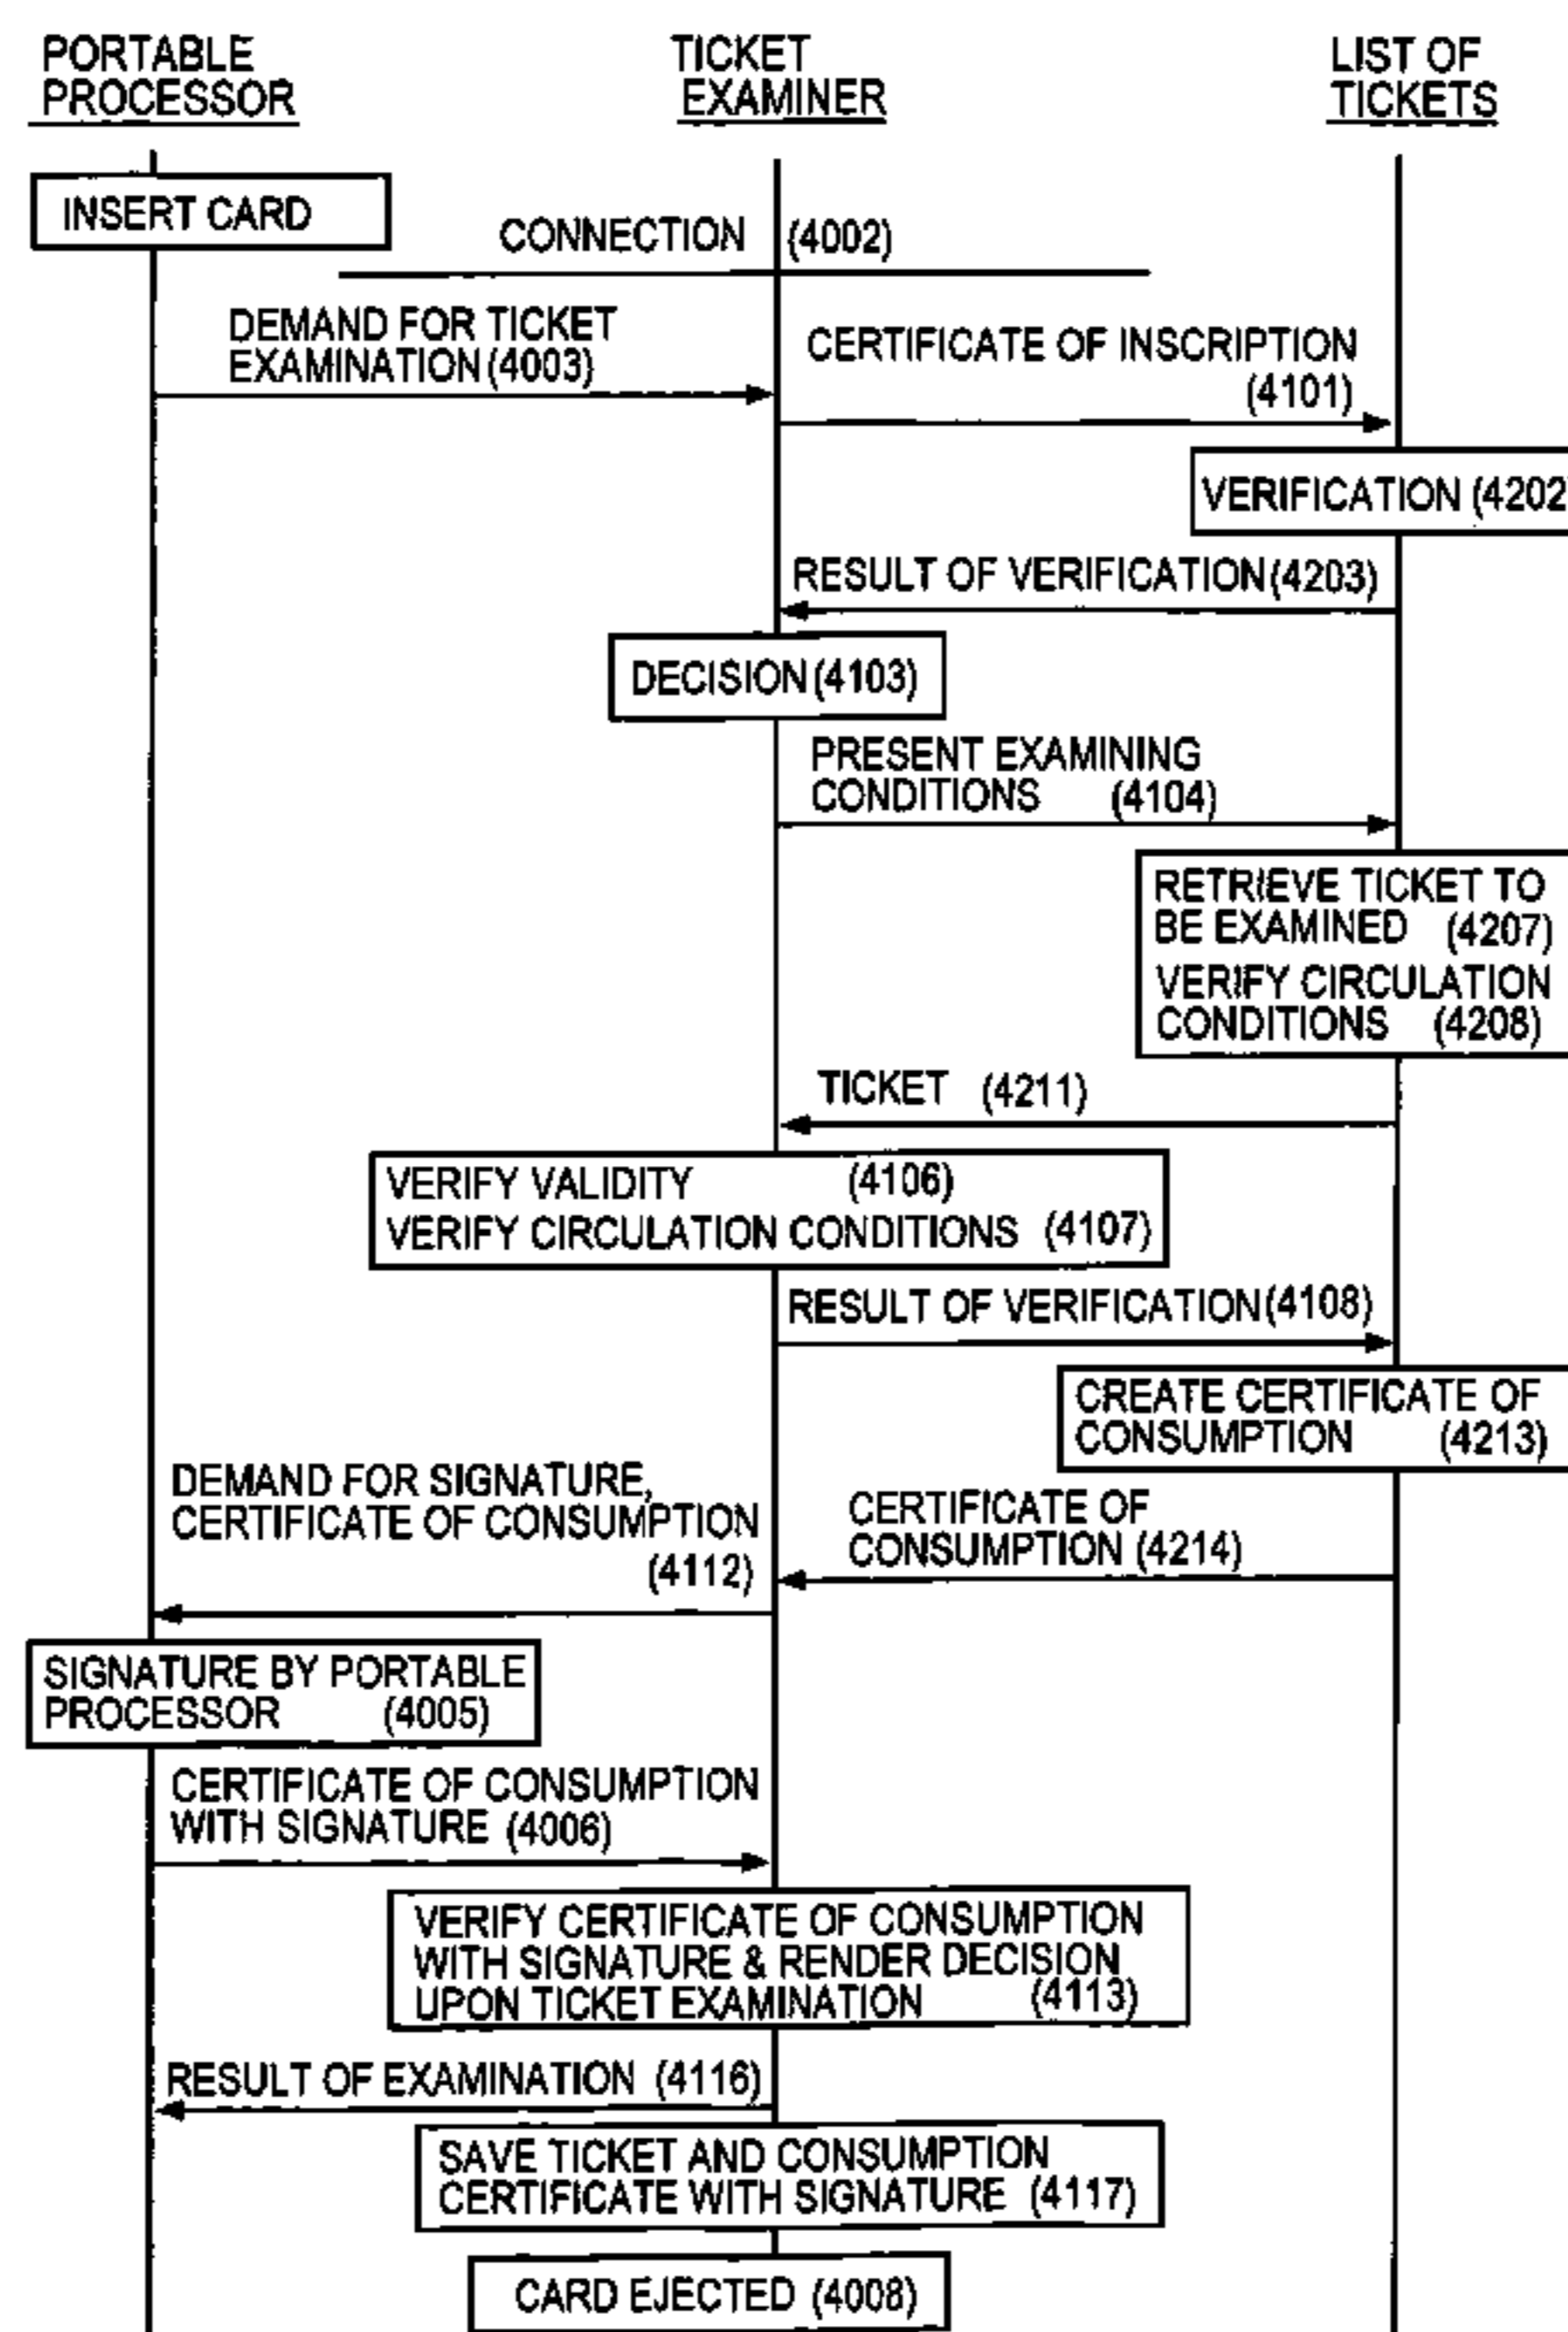 PORTABLE
PROCESSOR
TICKET
EXAMINER
LIST OF
TICKETS
INSERT CARD
CONNECTION (4002)
DEMAND FOR TICKET
EXAMINATION (4003)
CERTIFICATE OF INSCRIPTION
(4101)
VERIFICATION (4202
RESULT OF VERIFICATION (4203)
DECISION (4103)
PRESENT EXAMINING
CONDITIONS (4104)
RETRIEVE TICKET TO
BE EXAMINED (4207)
VERIFY CIRCULATION
CONDITIONS (4208)
TICKET (4211)
VERIFY VALIDITY (4106)
VERIFY CIRCULATION CONDITIONS (4107)
RESULT OF VERIFICATION (4108)
CREATE CERTIFICATE OF
CONSUMPTION (4213)
DEMAND FOR SIGNATURE,
CERTIFICATE OF CONSUMPTION
(4112)
CERTIFICATE OF
CONSUMPTION (4214)
SIGNATURE BY PORTABLE
PROCESSOR (4005)
CERTIFICATE OF CONSUMPTION
WITH SIGNATURE (4006)
VERIFY CERTIFICATE OF CONSUMPTION
WITH SIGNATURE & RENDER DECISION
UPON TICKET EXAMINATION (4113)
RESULT OF EXAMINATION (4116)
SAVE TICKET AND CONSUMPTION
CERTIFICATE WITH SIGNATURE (4117)
CARD EJECTED (4008)